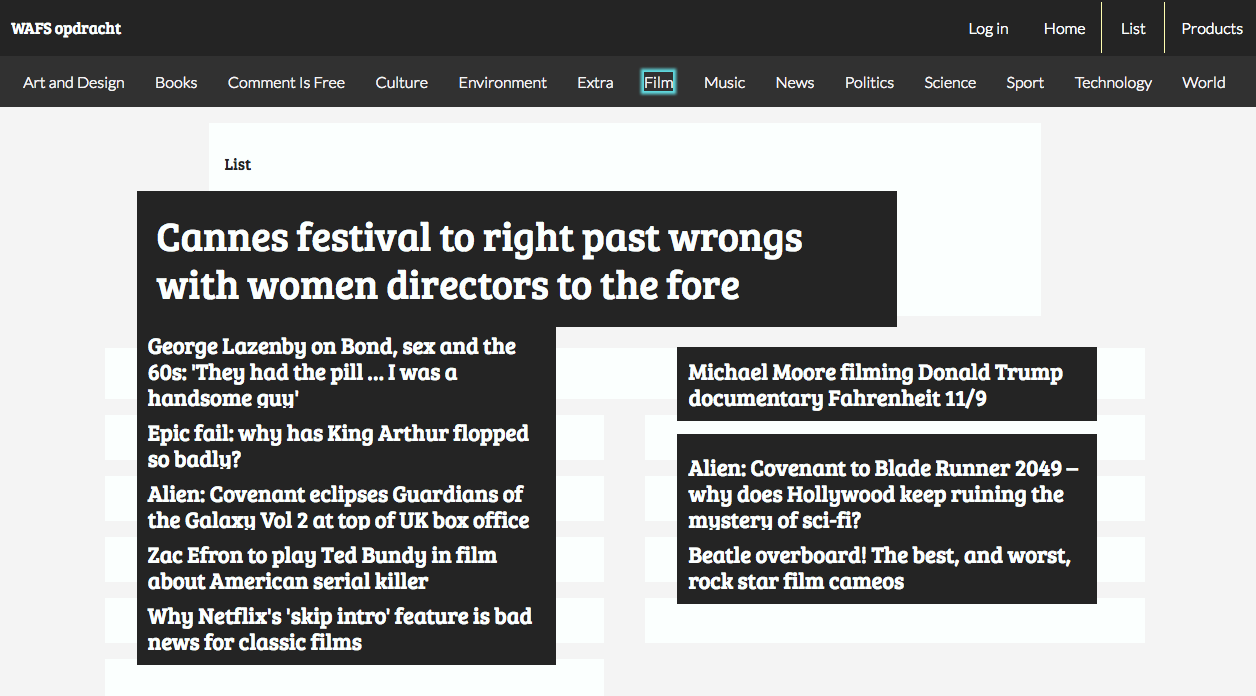 WAFS opdracht
Log in Home List Products
Art and Design Books Comment Is Free Culture Environment Extra Film Music News Politics Science Sport Technology World
List
Cannes festival to right past wrongs
with women directors to the fore
George Lazenby on Bond, sex and the
60s: 'They had the pill ... I was a
handsome guy'
Epic fail: why has King Arthur flopped
so badly?
Alien: Covenant eclipses Guardians of
the Galaxy Vol 2 at top of UK box office
Zac Efron to play Ted Bundy in film
about American serial killer
Why Netflix's 'skip intro' feature is bad
news for classic films
Michael Moore filming Donald Trump
documentary Fahrenheit 11/9
Alien: Covenant to Blade Runner 2049 –
why does Hollywood keep ruining the
mystery of sci-fi?
Beatle overboard! The best, and worst,
rock star film cameos